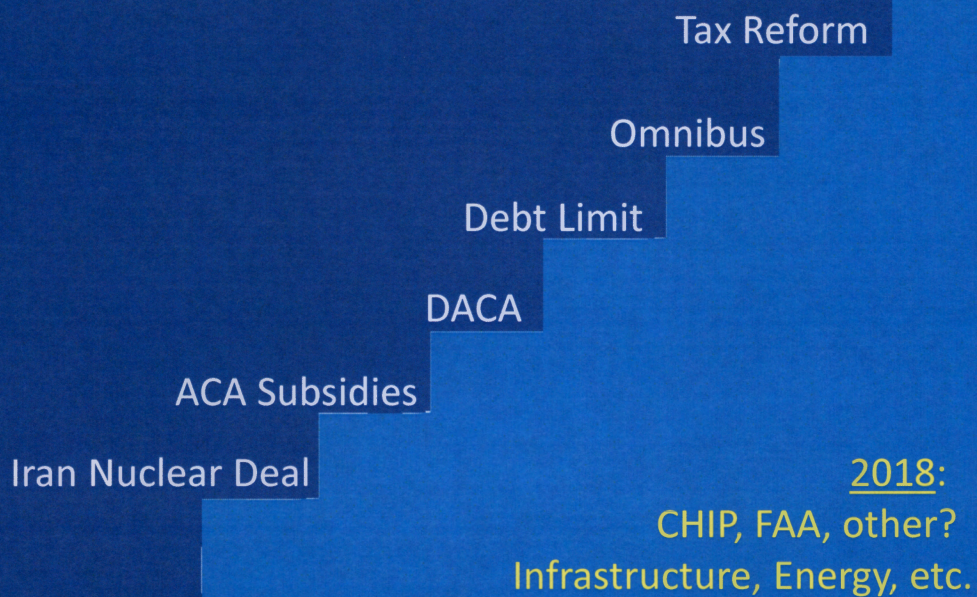 Tax Reform
Omnibus
Debt Limit
DACA
ACA Subsidies
Iran Nuclear Deal
2018:
CHIP, FAA, other?
Infrastructure, Energy, etc.